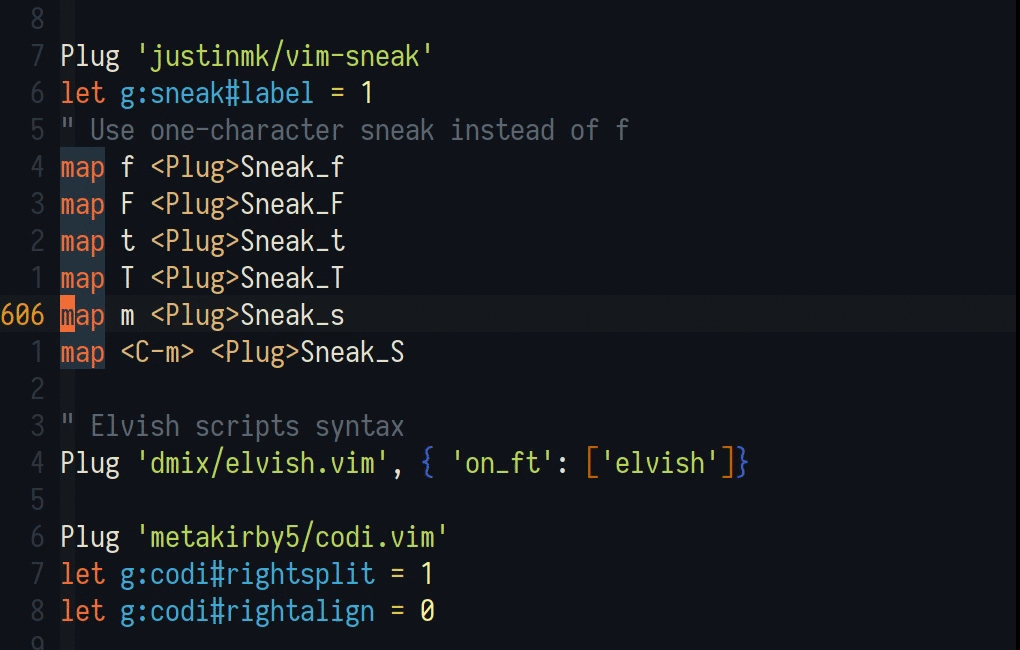 8
7 Plug 'justinmk/vim-sneak'
6 let g:sneak#label = 1
5 " Use one-character sneak instead of f
4 map f <Plug>Sneak_f
3 map F <Plug>Sneak_F
2 map t <Plug>Sneak_t
1 map T <Plug>Sneak_T
606 map m <Plug>Sneak_s
1 map <C-m> <Plug>Sneak_S
2
3 " Elvish scripts syntax
4 Plug 'dmix/elvish.vim', { 'on_ft': ['elvish']}
5
6 Plug 'metakirby5/codi.vim'
7 let g:codi#rightsplit = 1
8 let g:codi#rightalign = 0
9